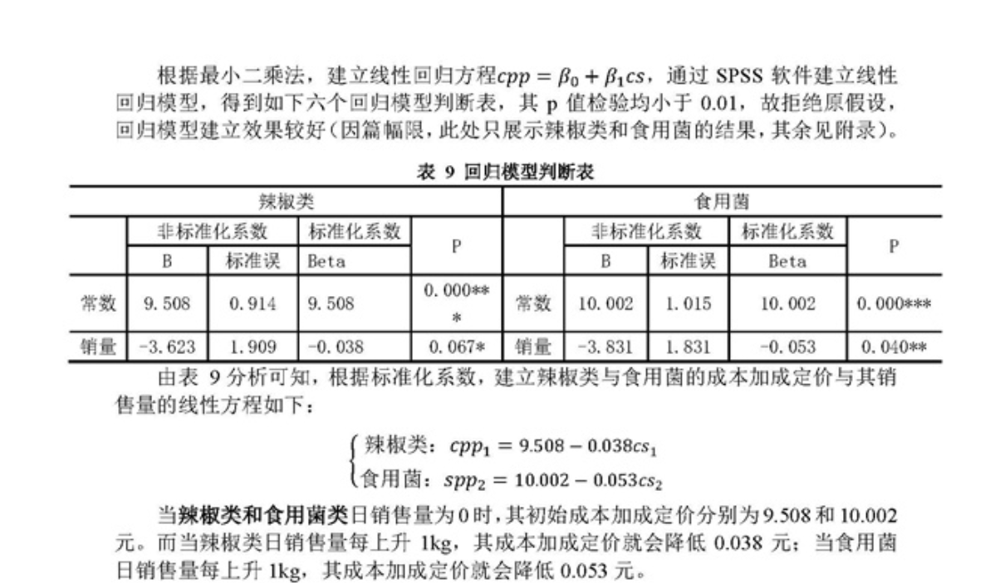 根据最小二乘法，建立线性回归方程cpp = β₀ + β₁cs，通过 SPSS 软件建立线性
回归模型，得到如下六个回归模型判断表，其 p 值检验均小于 0.01，故拒绝原假设，
回归模型建立效果较好（因篇幅限，此处只展示辣椒类和食用菌的结果，其余见附录）。
表 9 回归模型判断表
辣椒类 食用菌
非标准化系数 标准化系数 P 非标准化系数 标准化系数 P
B 标准误 Beta B 标准误 Beta
常数 9.508 0.914 9.508 0.000*** 常数 10.002 1.015 10.002 0.000***
销量 -3.623 1.909 -0.038 0.067* 销量 -3.831 1.831 -0.053 0.040**
由表 9 分析可知，根据标准化系数，建立辣椒类与食用菌的成本加成定价与其销
售量的线性方程如下：
辣椒类：cpp₁ = 9.508 − 0.038cs₁
食用菌：spp₂ = 10.002 − 0.053cs₂
当辣椒类和食用菌类日销售量为0时，其初始成本加成定价分别为9.508和10.002
元。而当辣椒类日销售量每上升 1kg，其成本加成定价就会降低 0.038 元；当食用菌
日销售量每上升 1kg，其成本加成定价就会降低 0.053 元。